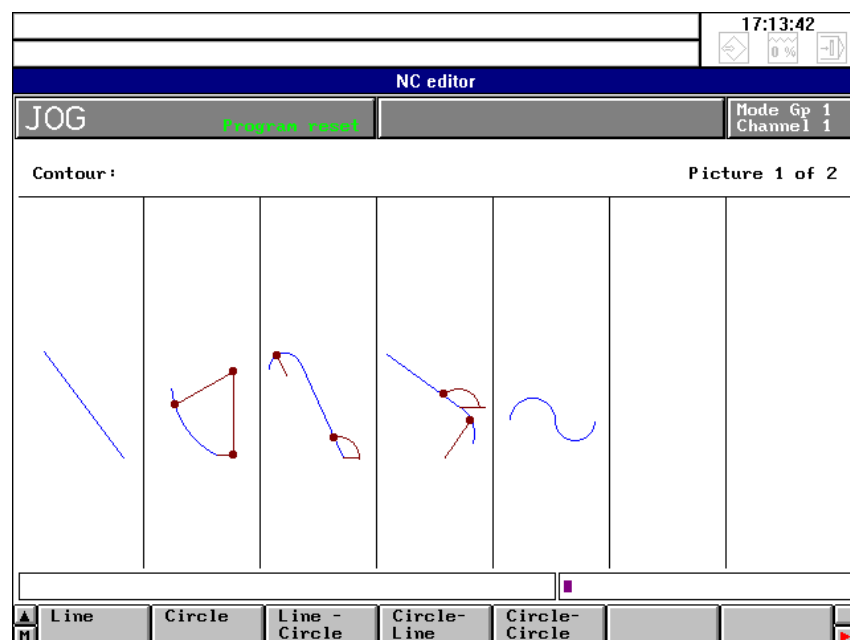 17:13:42
0 %
NC editor
JOG
Program reset
Mode Gp 1
Channel 1
Contour:
Picture 1 of 2
Line
Circle
Line -
Circle
Circle-
Line
Circle-
Circle
M